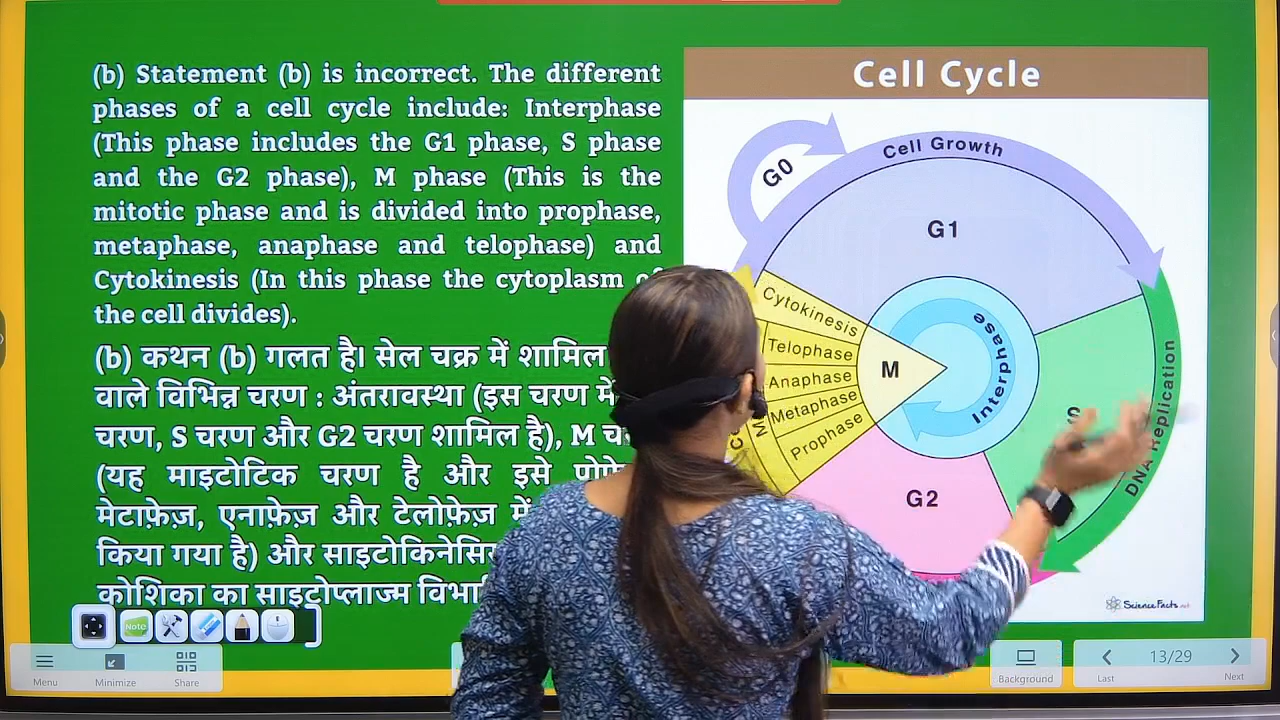 (b) Statement (b) is incorrect. The different
phases of a cell cycle include: Interphase
(This phase includes the G1 phase, S phase
and the G2 phase), M phase (This is the
mitotic phase and is divided into prophase,
metaphase, anaphase and telophase) and
Cytokinesis (In this phase the cytoplasm
the cell divides).
(b) कथन (b) गलत है। सेल चक्र में शामिल
वाले विभिन्न चरण : अंतरावस्था (इस चरण में
चरण, S चरण और G2 चरण शामिल है), M
(यह माइटोटिक चरण है और इसे
मेटाफ़ेज़, एनाफ़ेज़ और टेलोफ़ेज़ में
किया गया है) और
कोशिका का साइटोप्लाज्म
Cell Cycle
G0
Cell Growth
G1
Cytokinesis
Telophase
Anaphase
Metaphase
Prophase
M
Interphase
DNA Replication
G2
ScienceFacts.net
Note
Menu
Minimize
Share
Background
Last
13/29
Next